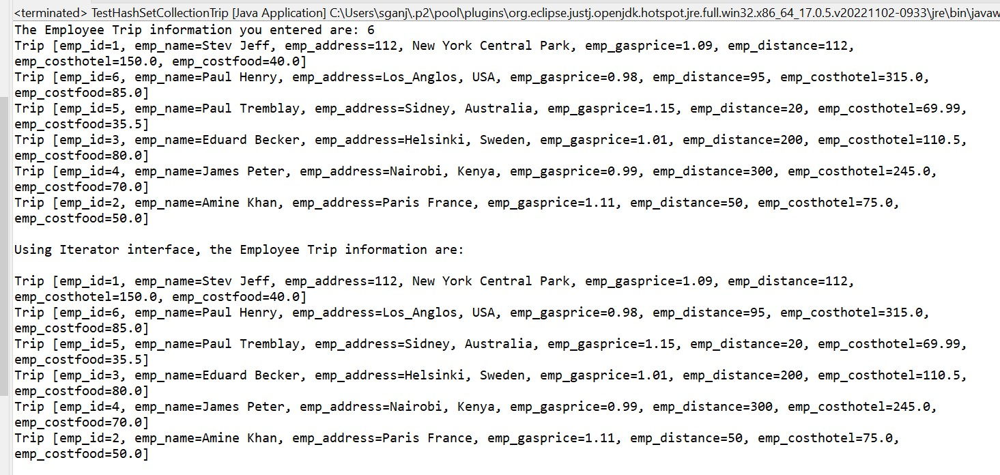 <terminated> TestHashSetCollectionTrip [Java Application] C:\Users\sganj\.p2\pool\plugins\org.eclipse.justj.openjdk.hotspot.jre.full.win32.x86_64_17.0.5.v20221102-0933\jre\bin\javaw
The Employee Trip information you entered are: 6
Trip [emp_id=1, emp_name=Stev Jeff, emp_address=112, New York Central Park, emp_gasprice=1.09, emp_distance=112,
emp_costhotel=150.0, emp_costfood=40.0]
Trip [emp_id=6, emp_name=Paul Henry, emp_address=Los_Anglos, USA, emp_gasprice=0.98, emp_distance=95, emp_costhotel=315.0,
emp_costfood=85.0]
Trip [emp_id=5, emp_name=Paul Tremblay, emp_address=Sidney, Australia, emp_gasprice=1.15, emp_distance=20, emp_costhotel=69.99,
emp_costfood=35.5]
Trip [emp_id=3, emp_name=Eduard Becker, emp_address=Helsinki, Sweden, emp_gasprice=1.01, emp_distance=200, emp_costhotel=110.5,
emp_costfood=80.0]
Trip [emp_id=4, emp_name=James Peter, emp_address=Nairobi, Kenya, emp_gasprice=0.99, emp_distance=300, emp_costhotel=245.0,
emp_costfood=70.0]
Trip [emp_id=2, emp_name=Amine Khan, emp_address=Paris France, emp_gasprice=1.11, emp_distance=50, emp_costhotel=75.0,
emp_costfood=50.0]
Using Iterator interface, the Employee Trip information are:
Trip [emp_id=1, emp_name=Stev Jeff, emp_address=112, New York Central Park, emp_gasprice=1.09, emp_distance=112,
emp_costhotel=150.0, emp_costfood=40.0]
Trip [emp_id=6, emp_name=Paul Henry, emp_address=Los_Anglos, USA, emp_gasprice=0.98, emp_distance=95, emp_costhotel=315.0,
emp_costfood=85.0]
Trip [emp_id=5, emp_name=Paul Tremblay, emp_address=Sidney, Australia, emp_gasprice=1.15, emp_distance=20, emp_costhotel=69.99,
emp_costfood=35.5]
Trip [emp_id=3, emp_name=Eduard Becker, emp_address=Helsinki, Sweden, emp_gasprice=1.01, emp_distance=200, emp_costhotel=110.5,
emp_costfood=80.0]
Trip [emp_id=4, emp_name=James Peter, emp_address=Nairobi, Kenya, emp_gasprice=0.99, emp_distance=300, emp_costhotel=245.0,
emp_costfood=70.0]
Trip [emp_id=2, emp_name=Amine Khan, emp_address=Paris France, emp_gasprice=1.11, emp_distance=50, emp_costhotel=75.0,
emp_costfood=50.0]